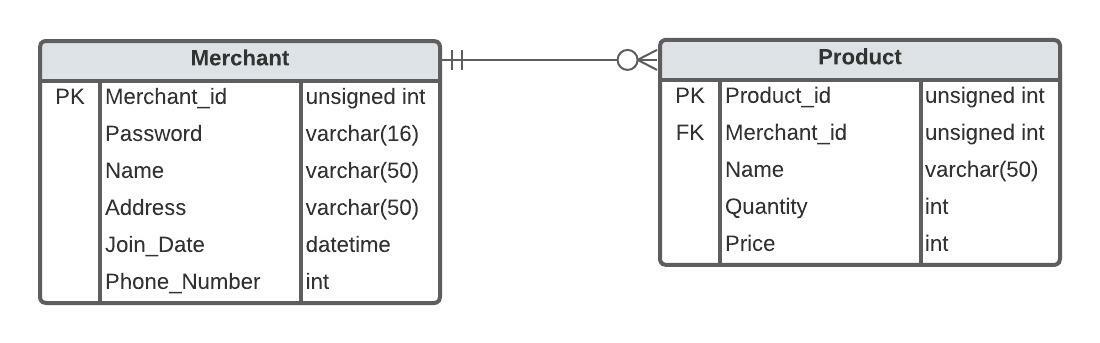 Merchant
PK Merchant_id unsigned int
Password varchar(16)
Name varchar(50)
Address varchar(50)
Join_Date datetime
Phone_Number int
Product
PK Product_id unsigned int
FK Merchant_id unsigned int
Name varchar(50)
Quantity int
Price int